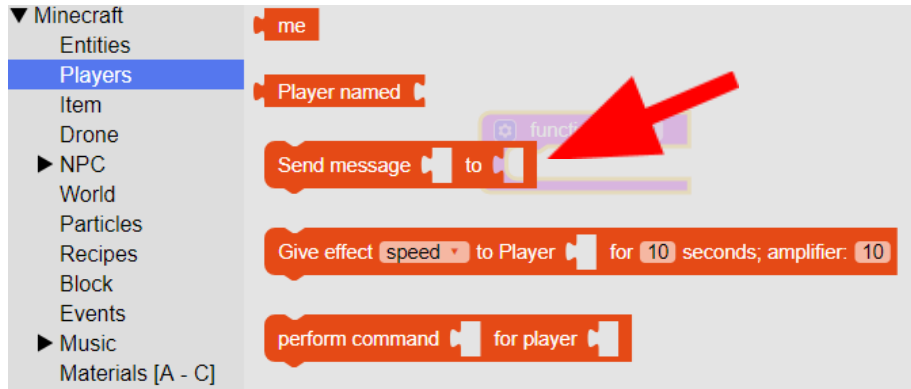 Minecraft
Entities
Players
Item
Drone
NPC
World
Particles
Recipes
Block
Events
Music
Materials [A - C]
me
Player named
Send message to
Give effect speed to Player for 10 seconds; amplifier: 10
perform command for player